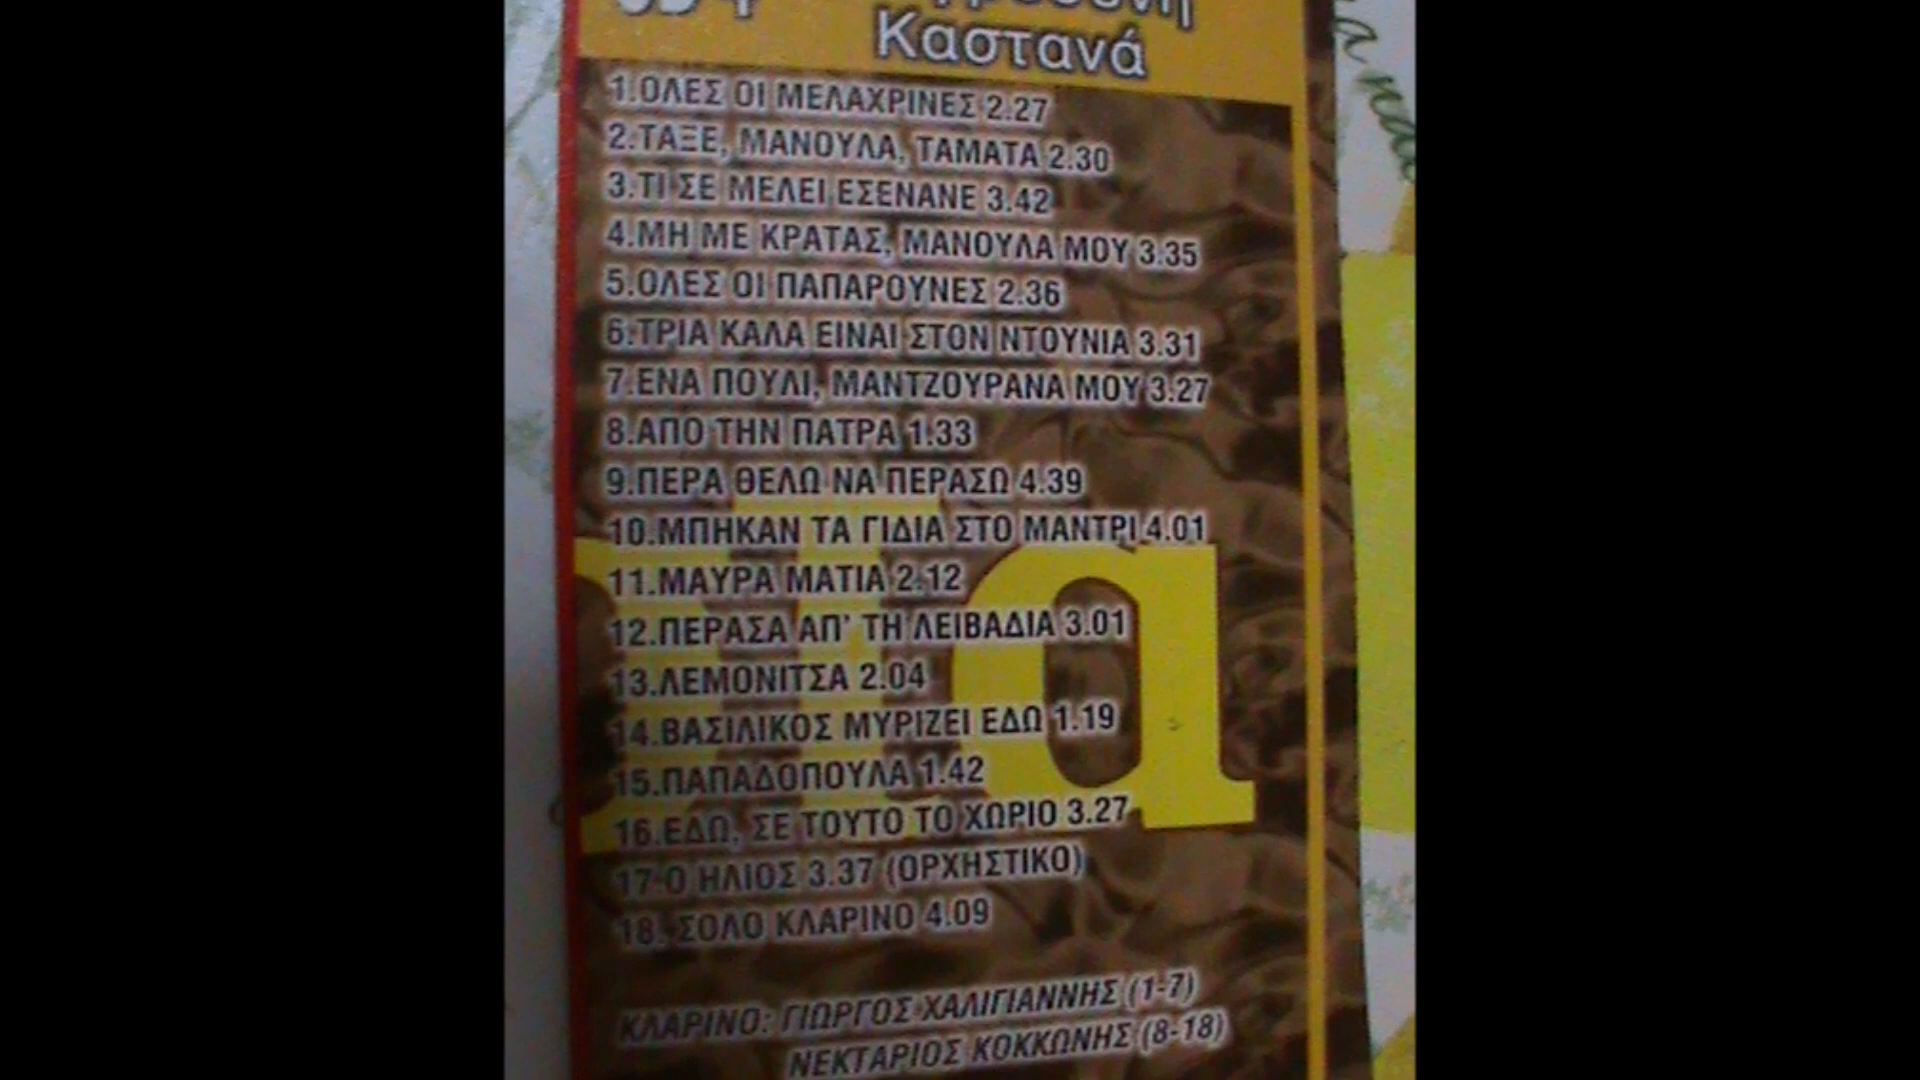 Καστανά
1.ΟΛΕΣ ΟΙ ΜΕΛΑΧΡΙΝΕΣ 2.27
2.ΤΑΞΕ, ΜΑΝΟΥΛΑ, ΤΑΜΑΤΑ 2.30
3.ΤΙ ΣΕ ΜΕΛΕΙ ΕΣΕΝΑΝΕ 3.42
4.ΜΗ ΜΕ ΚΡΑΤΑΣ, ΜΑΝΟΥΛΑ ΜΟΥ 3.35
5.ΟΛΕΣ ΟΙ ΠΑΠΑΡΟΥΝΕΣ 2.36
6.ΤΡΙΑ ΚΑΛΑ ΕΙΝΑΙ ΣΤΟΝ ΝΤΟΥΝΙΑ 3.31
7.ΕΝΑ ΠΟΥΛΙ, ΜΑΝΤΖΟΥΡΑΝΑ ΜΟΥ 3.27
8.ΑΠΟ ΤΗΝ ΠΑΤΡΑ 1.33
9.ΠΕΡΑ ΘΕΛΩ ΝΑ ΠΕΡΑΣΩ 4.39
10.ΜΠΗΚΑΝ ΤΑ ΓΙΔΙΑ ΣΤΟ ΜΑΝΤΡΙ 4.01
11.ΜΑΥΡΑ ΜΑΤΙΑ 2.12
12.ΠΕΡΑΣΑ ΑΠ' ΤΗ ΛΕΙΒΑΔΙΑ 3.01
13.ΛΕΜΟΝΙΤΣΑ 2.04
14.ΒΑΣΙΛΙΚΟΣ ΜΥΡΙΖΕΙ ΕΔΩ 1.19
15.ΠΑΠΑΔΟΠΟΥΛΑ 1.42
16.ΕΔΩ, ΣΕ ΤΟΥΤΟ ΤΟ ΧΩΡΙΟ 3.27
17.Ο ΗΛΙΟΣ 3.37 (ΟΡΧΗΣΤΙΚΟ)
18. ΣΟΛΟ ΚΛΑΡΙΝΟ 4.09
ΚΛΑΡΙΝΟ: ΓΙΩΡΓΟΣ ΧΑΛΙΓΙΑΝΝΗΣ (1-7)
ΝΕΚΤΑΡΙΟΣ ΚΟΚΚΩΝΗΣ (8-18)